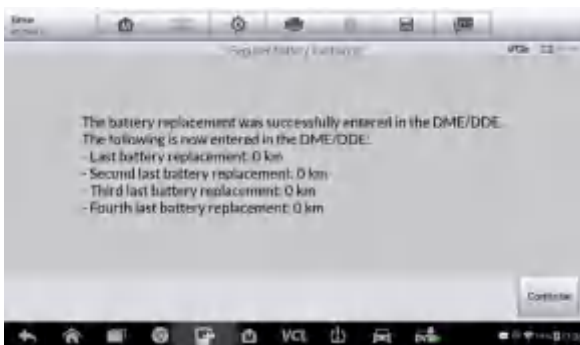 Register Battery Exchange
The battery replacement was successfully entered in the DME/DDE.
The following is now entered in the DME/DDE:
- Last battery replacement: 0 km
- Second last battery replacement: 0 km
- Third last battery replacement: 0 km
- Fourth last battery replacement: 0 km
Continue
VCI